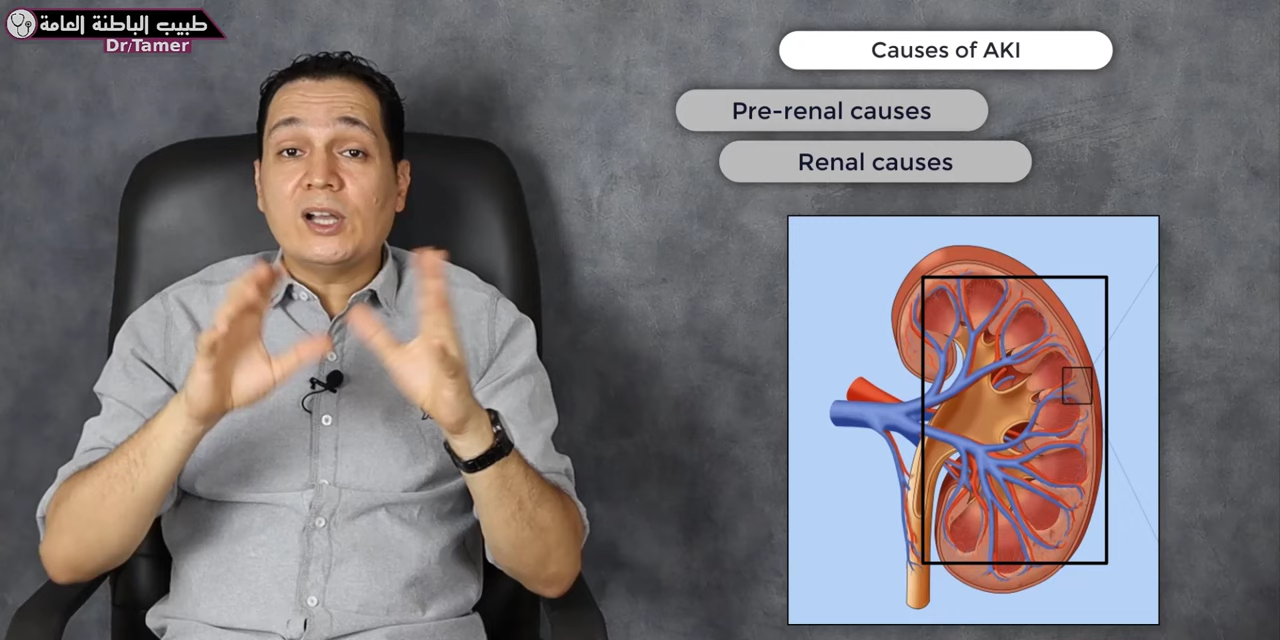 طبيب الباطنة العامة
Dr/Tamer
Causes of AKI
Pre-renal causes
Renal causes